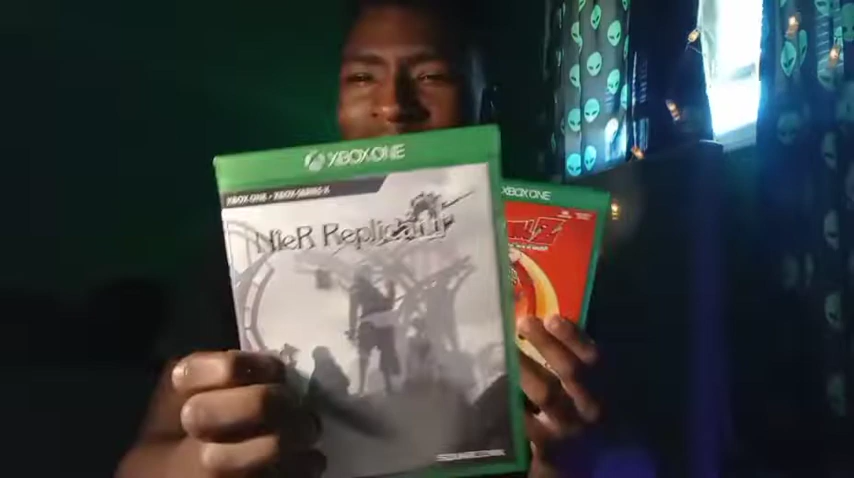 XBOX ONE
XBOX ONE • XBOX SERIES X
NieR Replicant
SQUARE ENIX
XBOX ONE